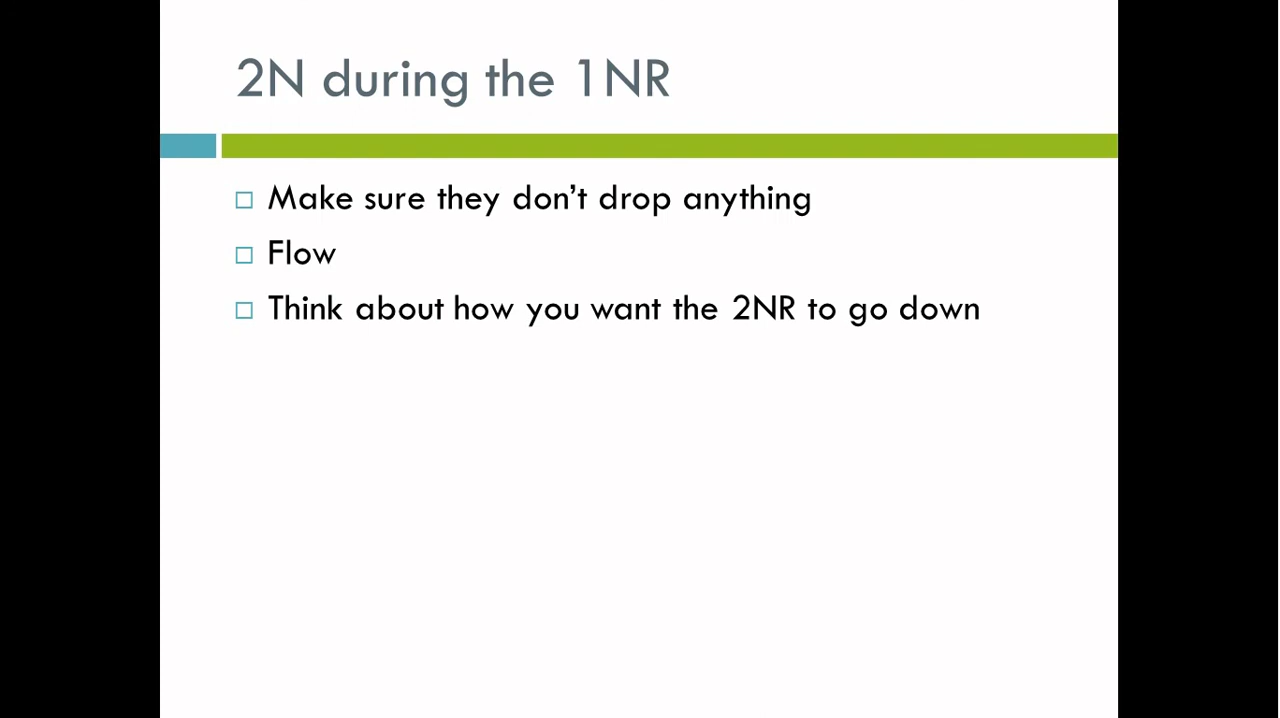 2N during the 1NR
Make sure they don’t drop anything
Flow
Think about how you want the 2NR to go down